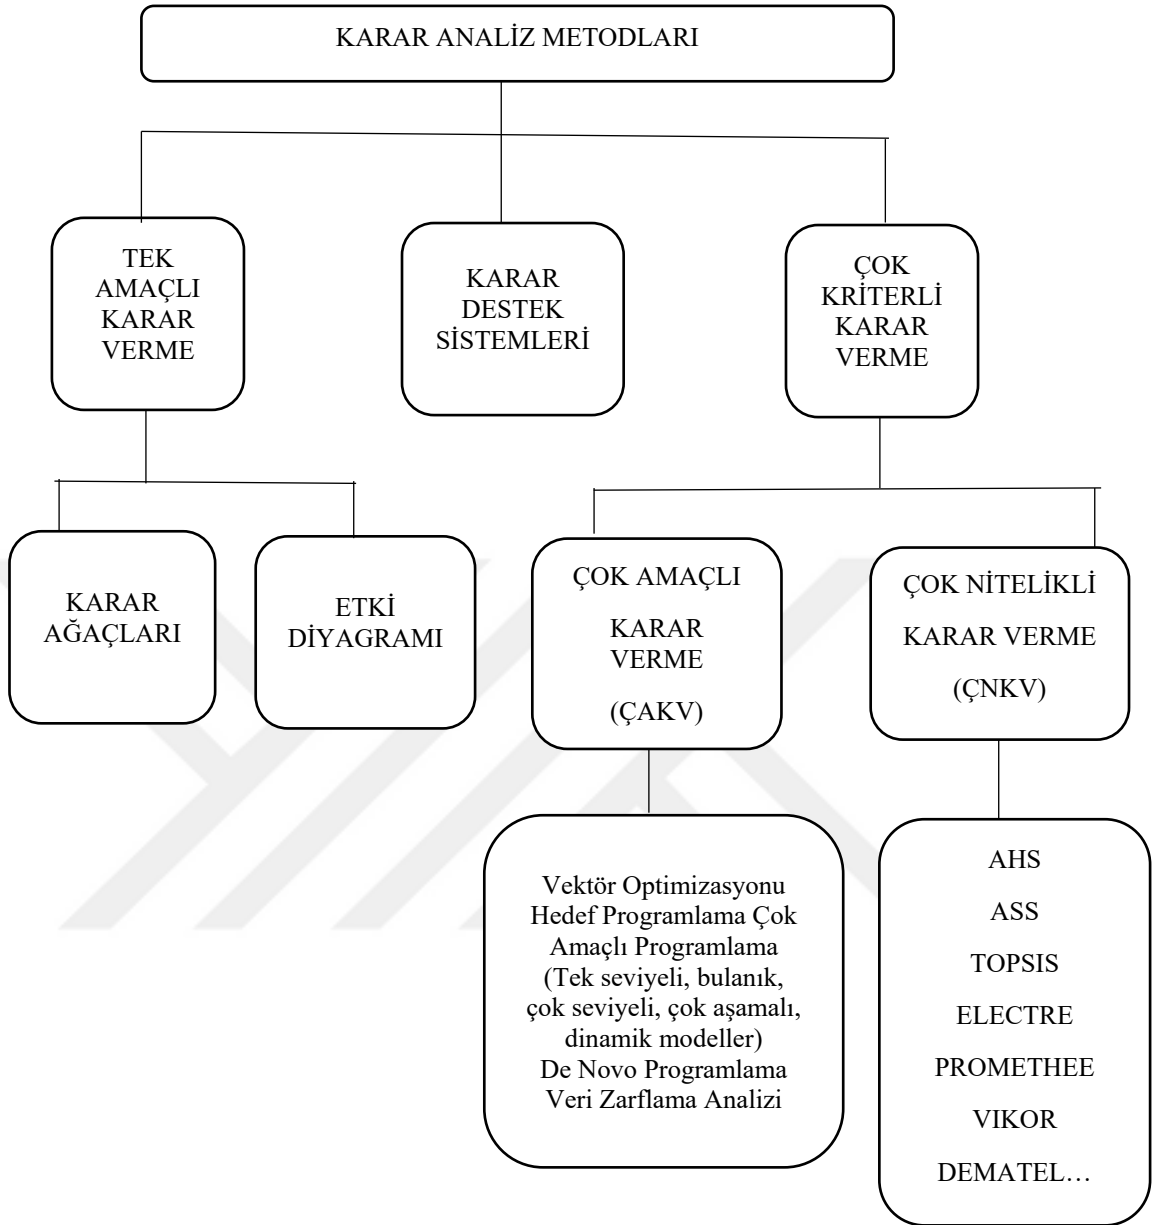 KARAR ANALİZ METODLARI
TEK
AMAÇLI
KARAR
VERME
KARAR
DESTEK
SİSTEMLERİ
ÇOK
KRİTERLİ
KARAR
VERME
KARAR
AĞAÇLARI
ETKİ
DİYAGRAMI
ÇOK AMAÇLI
KARAR
VERME
(ÇAKV)
ÇOK NİTELİKLİ
KARAR VERME
(ÇNKV)
Vektör Optimizasyonu
Hedef Programlama Çok
Amaçlı Programlama
(Tek seviyeli, bulanık,
çok seviyeli, çok aşamalı,
dinamik modeller)
De Novo Programlama
Veri Zarflama Analizi
AHS
ASS
TOPSIS
ELECTRE
PROMETHEE
VIKOR
DEMATEL…